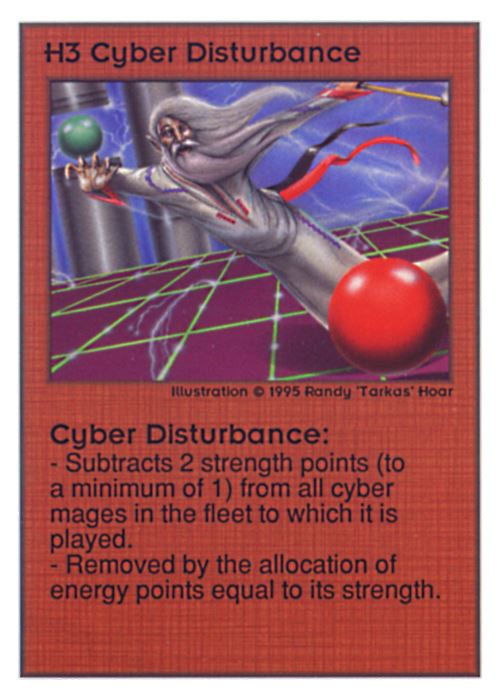 H3 Cyber Disturbance
Illustration © 1995 Randy 'Tarkas' Hoar
Cyber Disturbance:
- Subtracts 2 strength points (to
a minimum of 1) from all cyber
mages in the fleet to which it is
played.
- Removed by the allocation of
energy points equal to its strength.